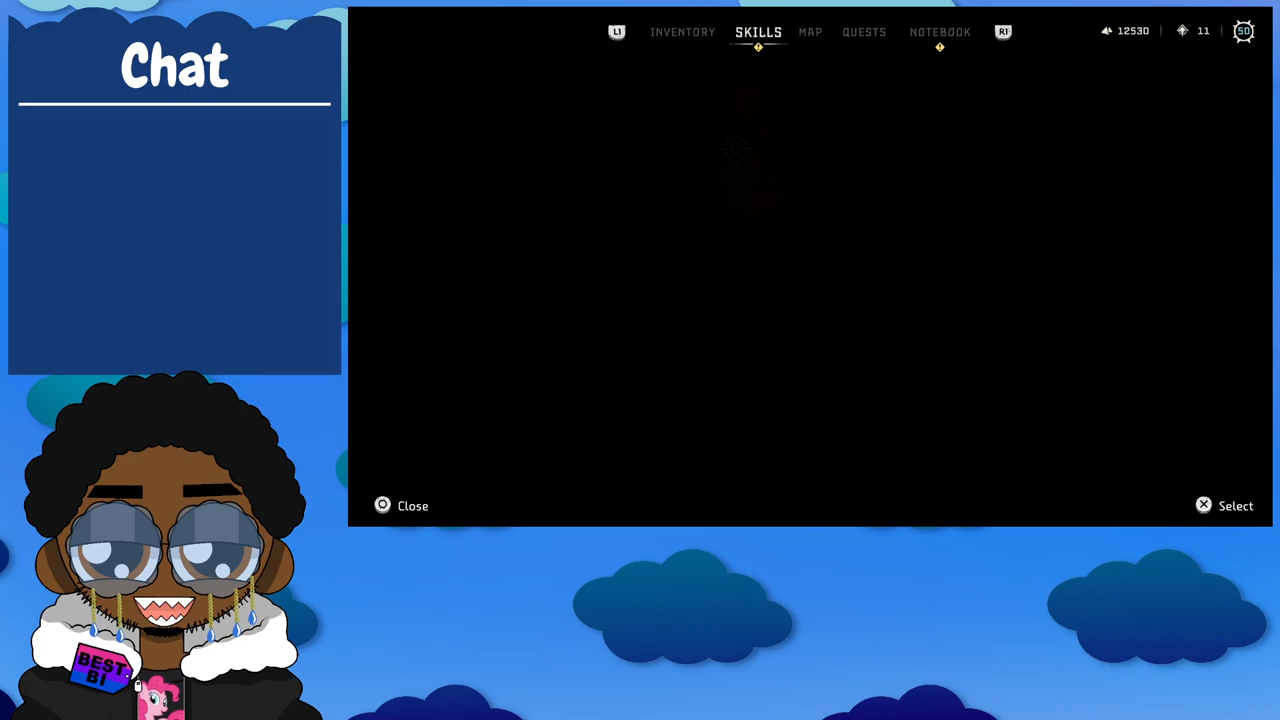 Chat
L1 INVENTORY SKILLS MAP QUESTS NOTEBOOK R1 12530 11 50
Close
Select
BEST
BI